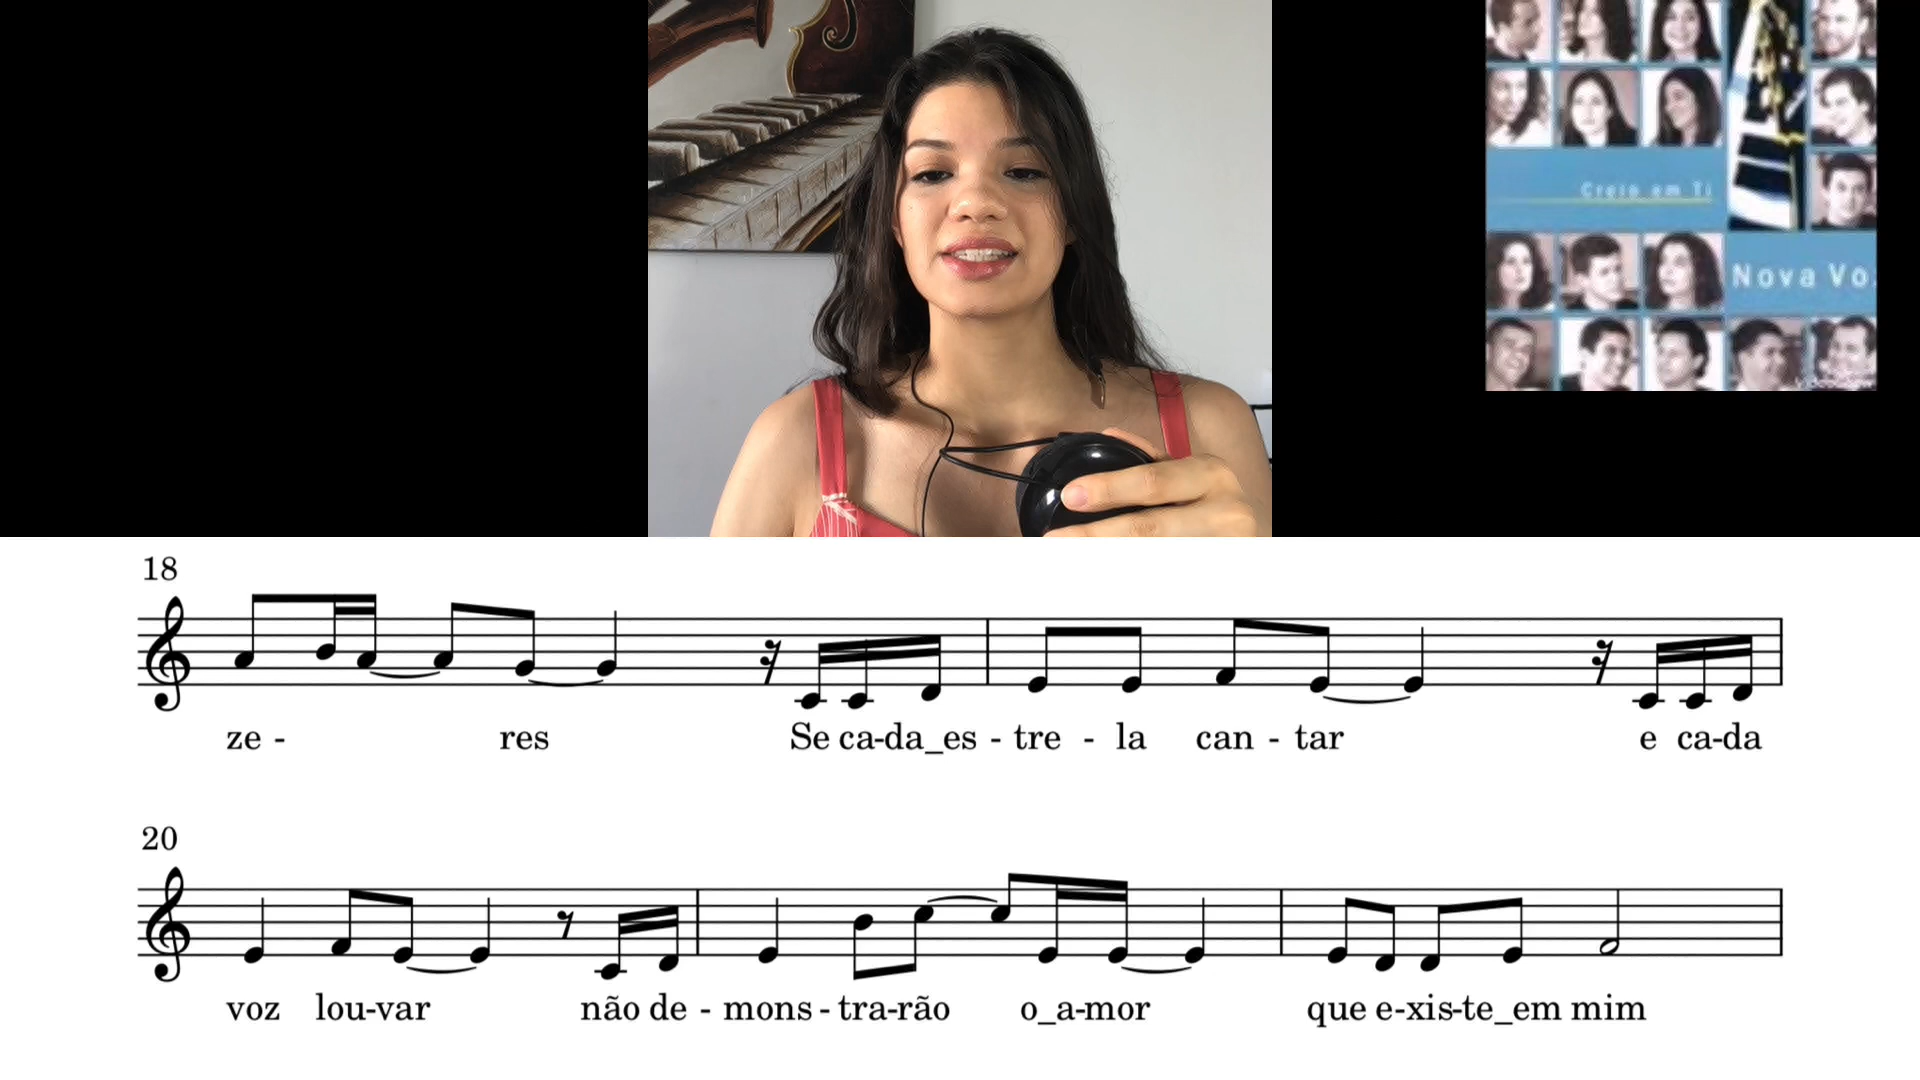 Creio em Ti
Nova Vo
18
ze - res Se ca-da_es - tre - la can - tar e ca-da
20
voz lou-var não de - mons - tra-rão o_a-mor que e-xis-te_em mim